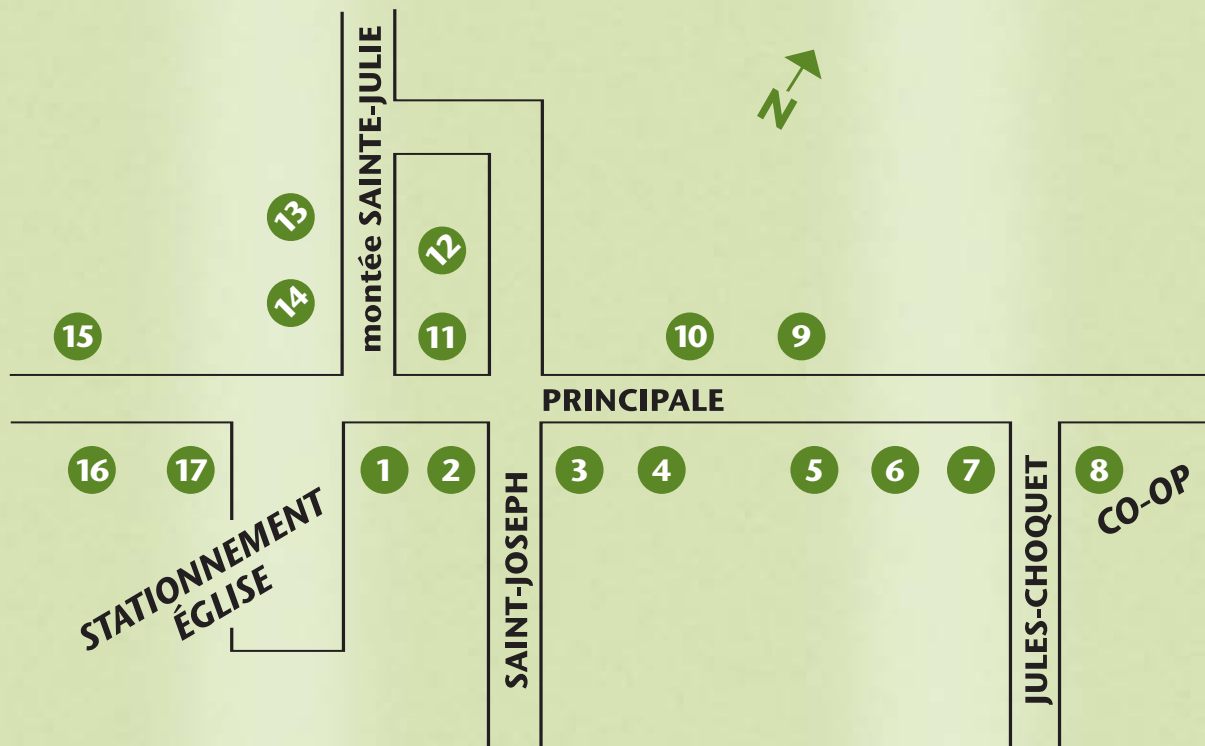 montée SAINTE-JULIE
N
13
12
14
15
11
10
9
PRINCIPALE
16
17
1
2
3
4
5
6
7
8
CO-OP
STATIONNEMENT
ÉGLISE
SAINT-JOSEPH
JULES-CHOQUET